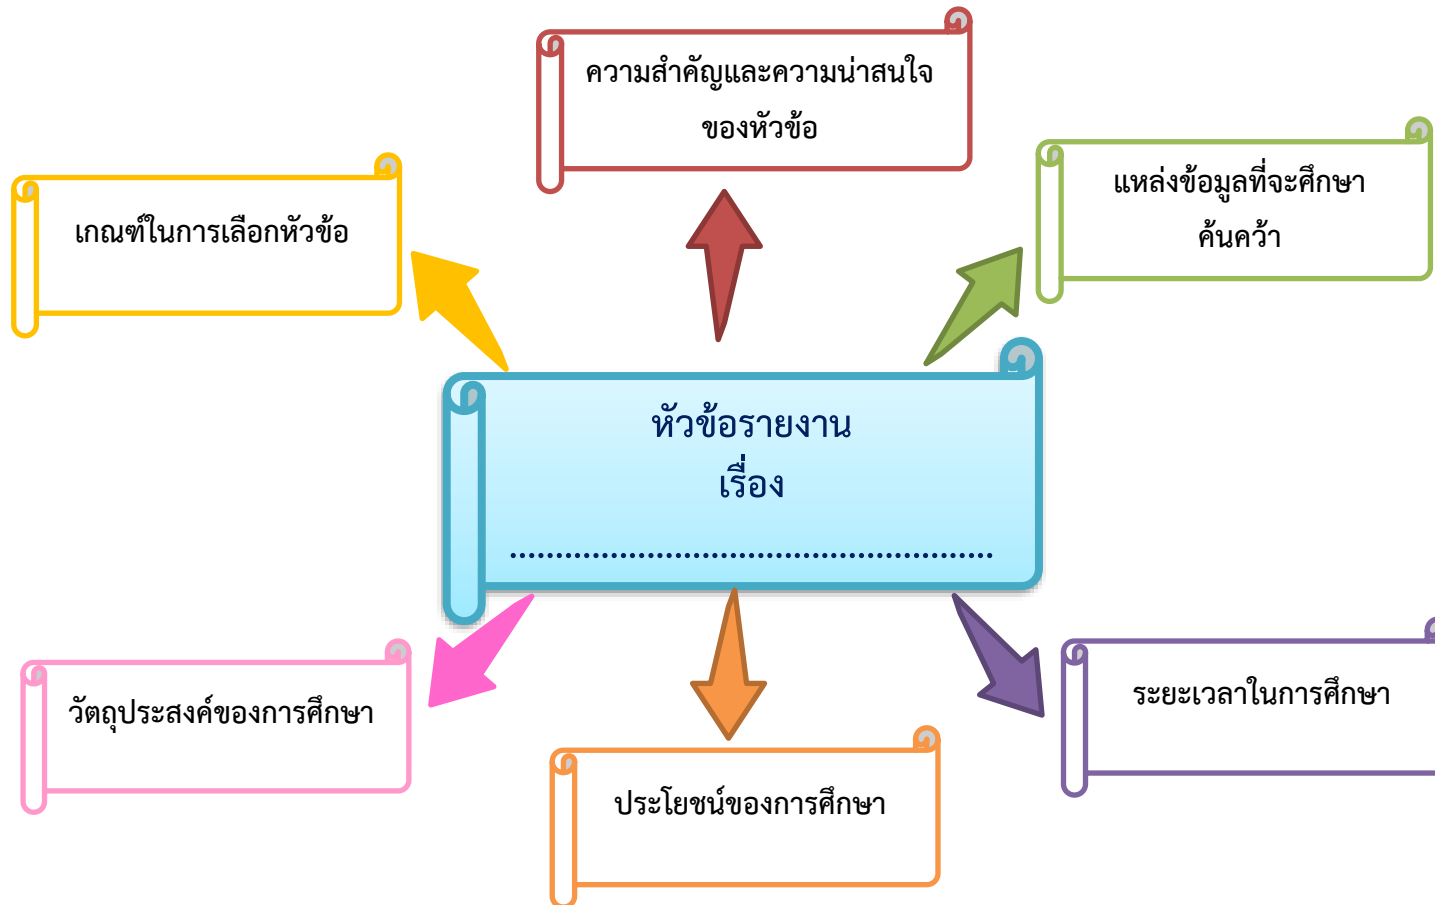 ความสำคัญและความน่าสนใจ
ของหัวข้อ
แหล่งข้อมูลที่จะศึกษา
ค้นคว้า
เกณฑ์ในการเลือกหัวข้อ
หัวข้อรายงาน
เรื่อง
.....................................................
วัตถุประสงค์ของการศึกษา
ระยะเวลาในการศึกษา
ประโยชน์ของการศึกษา